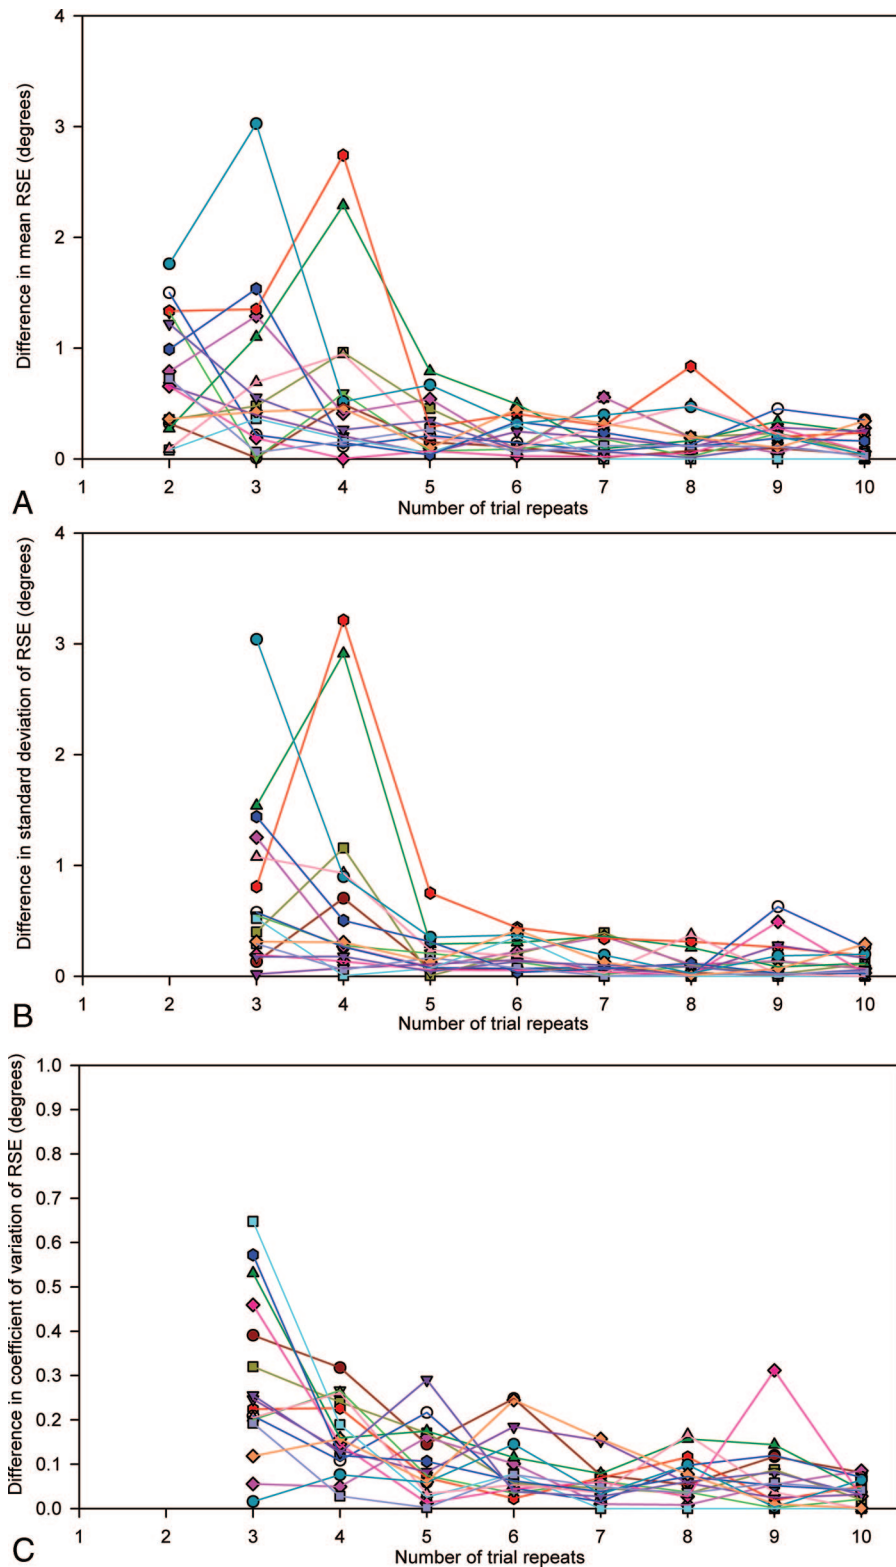 Difference in mean RSE (degrees)
4
3
2
1
0
1 2 3 4 5 6 7 8 9 10
Number of trial repeats
A
Difference in standard deviation of RSE (degrees)
4
3
2
1
0
1 2 3 4 5 6 7 8 9 10
Number of trial repeats
B
Difference in coefficient of variation of RSE (degrees)
1.0
0.9
0.8
0.7
0.6
0.5
0.4
0.3
0.2
0.1
0.0
1 2 3 4 5 6 7 8 9 10
Number of trial repeats
C